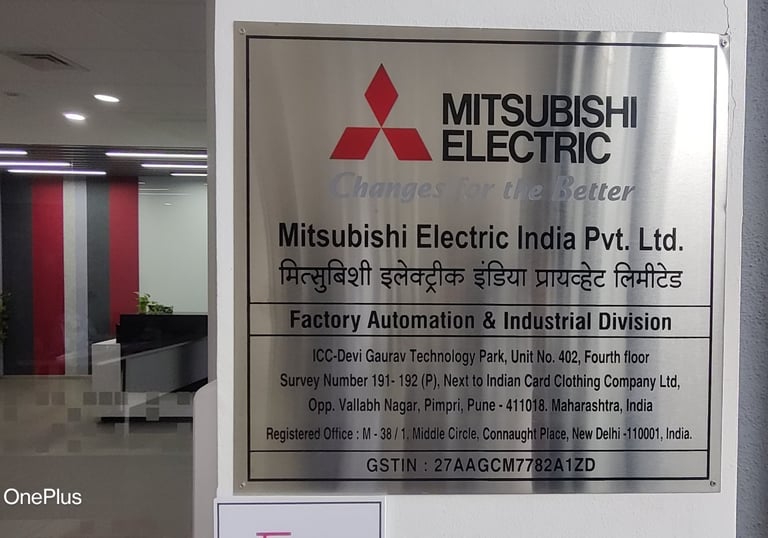 MITSUBISHI
ELECTRIC
Changes for the Better
Mitsubishi Electric India Pvt. Ltd.
मित्सुबिशी इलेक्ट्रीक इंडिया प्रायव्हेट लिमीटेड
Factory Automation & Industrial Division
ICC-Devi Gaurav Technology Park, Unit No. 402, Fourth floor
Survey Number 191- 192 (P), Next to Indian Card Clothing Company Ltd,
Opp. Vallabh Nagar, Pimpri, Pune - 411018. Maharashtra, India
Registered Office : M - 38 / 1, Middle Circle, Connaught Place, New Delhi -110001, India.
GSTIN : 27AAGCM7782A1ZD
OnePlus